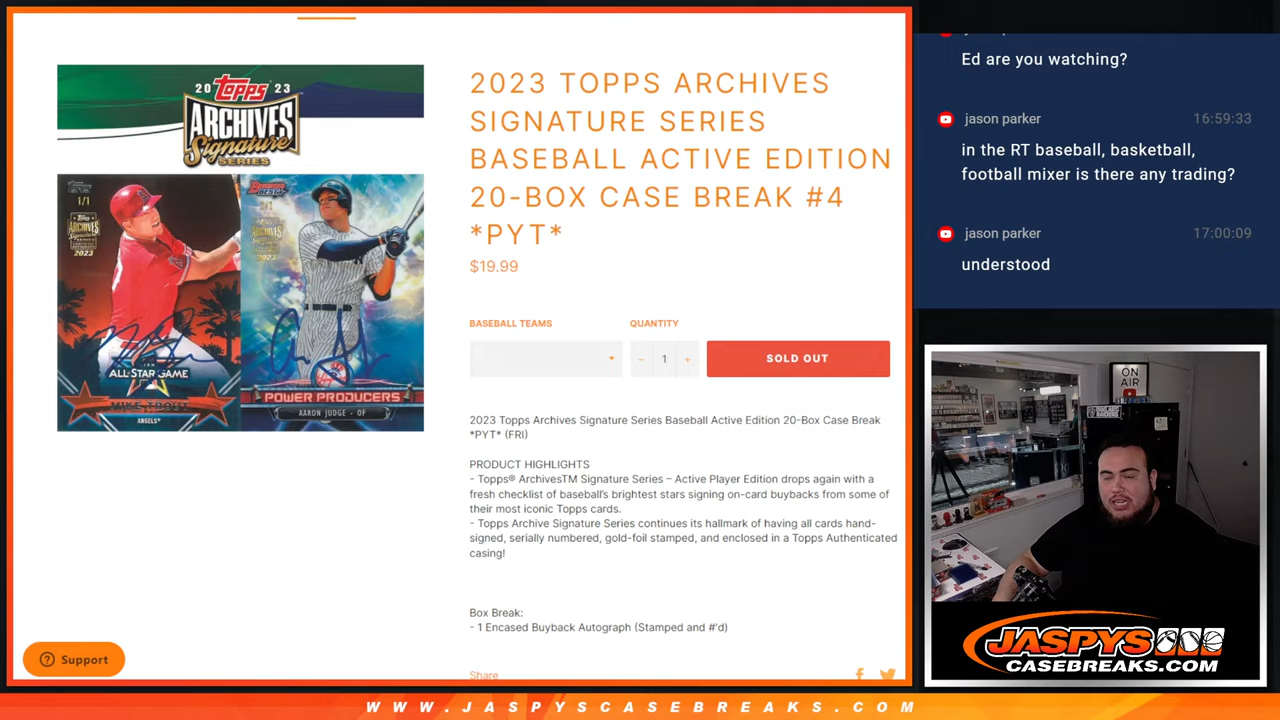 2023 TOPPS ARCHIVES
SIGNATURE SERIES
BASEBALL ACTIVE EDITION
20-BOX CASE BREAK #4
*PYT*
$19.99
BASEBALL TEAMS
QUANTITY
− 1 +
SOLD OUT
2023 Topps Archives Signature Series Baseball Active Edition 20-Box Case Break
*PYT* (FRI)
PRODUCT HIGHLIGHTS
- Topps® ArchivesTM Signature Series – Active Player Edition drops again with a
fresh checklist of baseball's brightest stars signing on-card buybacks from some of
their most iconic Topps cards.
- Topps Archive Signature Series continues its hallmark of having all cards hand-
signed, serially numbered, gold-foil stamped, and enclosed in a Topps Authenticated
casing!
Box Break:
- 1 Encased Buyback Autograph (Stamped and #'d)
Share
20 topps 23
ARCHIVES
Signature
SERIES
1/1
ARCHIVES
2023
ALL-STAR GAME
MIKE TROUT
ANGELS®
POWER PRODUCERS
AARON JUDGE - OF
Support
Ed are you watching?
jason parker 16:59:33
in the RT baseball, basketball,
football mixer is there any trading?
jason parker 17:00:09
understood
ON
AIR
JASPYS
CASEBREAKS.COM
WWW.JASPYSCASEBREAKS.COM